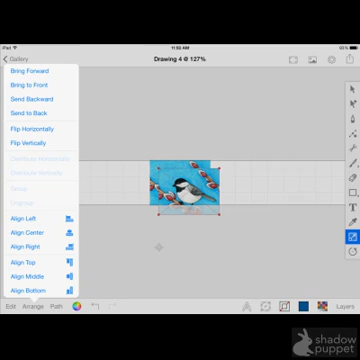 iPad
11:55 AM
Gallery
Drawing 4 @ 127%
Bring Forward
Bring to Front
Send Backward
Send to Back
Flip Horizontally
Flip Vertically
Distribute Horizontally
Distribute Vertically
Group
Ungroup
Align Left
Align Center
Align Right
Align Top
Align Middle
Align Bottom
Edit
Arrange
Path
Layers
T
shadow
puppet